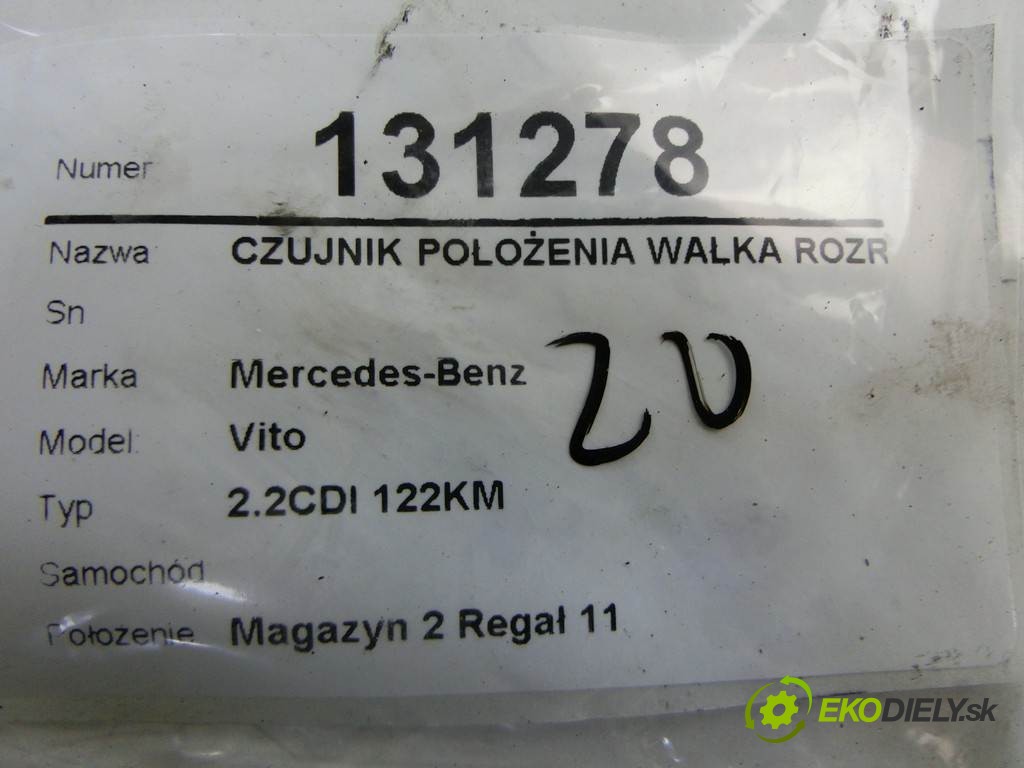 Numer 131278
Nazwa CZUJNIK POŁOŻENIA WAŁKA ROZR
Sn
Marka Mercedes-Benz
20
Model: Vito
Typ 2.2CDI 122KM
Samochód
Położenie Magazyn 2 Regał 11
EKODIELY.sk